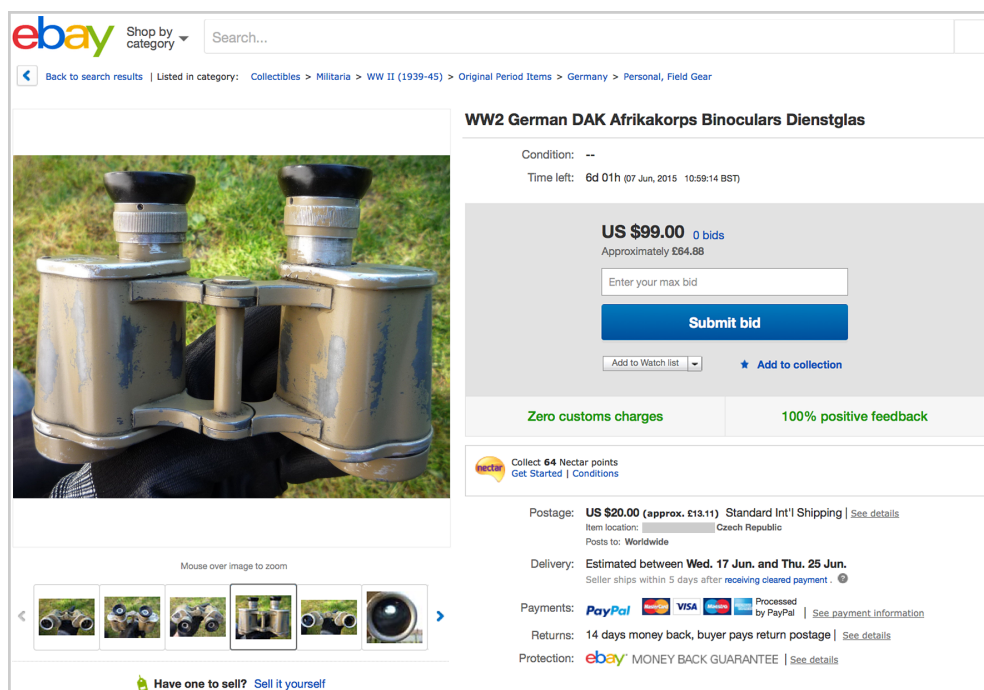 ebay
Shop by
category
Search...
Back to search results | Listed in category: Collectibles > Militaria > WW II (1939-45) > Original Period Items > Germany > Personal, Field Gear
WW2 German DAK Afrikakorps Binoculars Dienstglas
Condition: --
Time left: 6d 01h (07 Jun, 2015 10:59:14 BST)
US $99.00 0 bids
Approximately £64.88
Enter your max bid
Submit bid
Add to Watch list
Add to collection
Zero customs charges
100% positive feedback
nectar
Collect 64 Nectar points
Get Started | Conditions
Postage: US $20.00 (approx. £13.11) Standard Int'l Shipping | See details
Item location: Czech Republic
Posts to: Worldwide
Delivery: Estimated between Wed. 17 Jun. and Thu. 25 Jun.
Seller ships within 5 days after receiving cleared payment . ?
Payments: PayPal MasterCard VISA Maestro Processed
by PayPal | See payment information
Returns: 14 days money back, buyer pays return postage | See details
Protection: ebay MONEY BACK GUARANTEE | See details
Mouse over image to zoom
Have one to sell? Sell it yourself